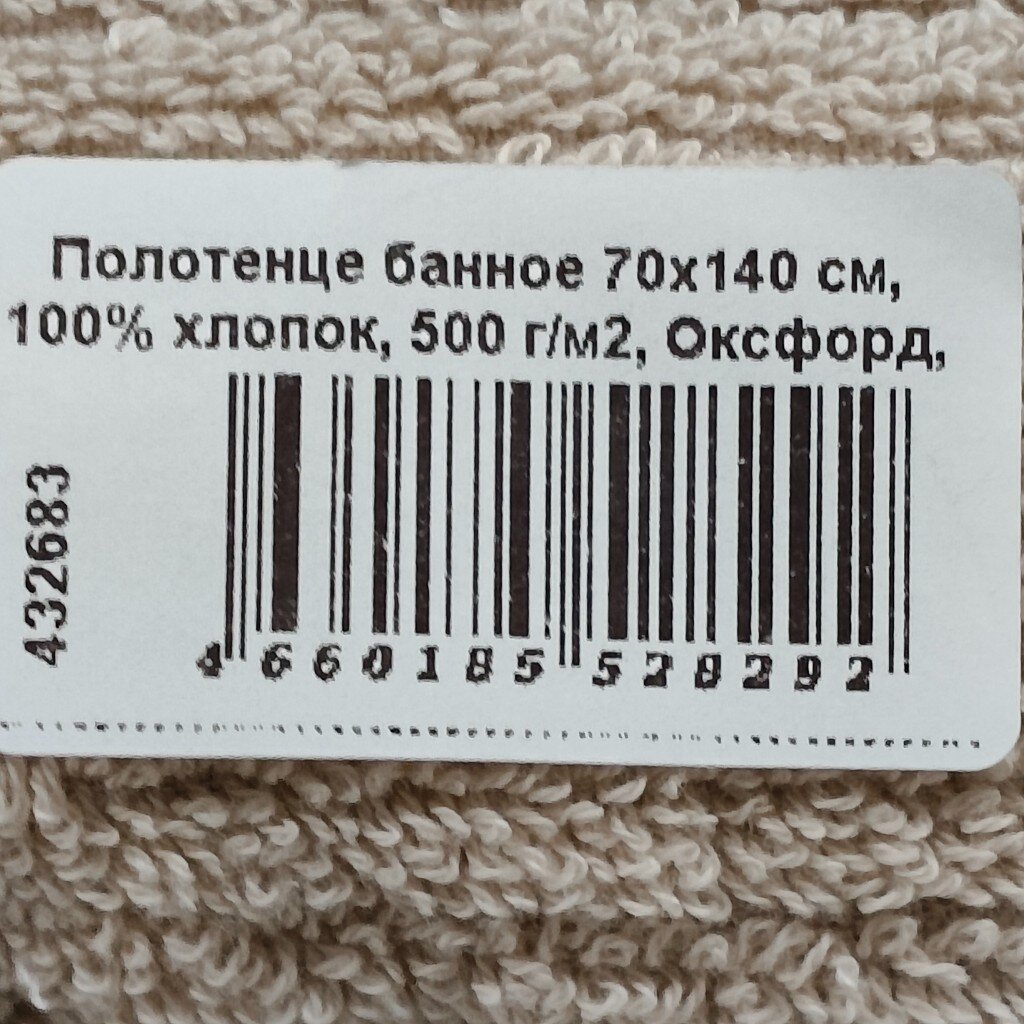 Полотенце банное 70х140 см,
100% хлопок, 500 г/м2, Оксфорд,
432683
4 660185 528292